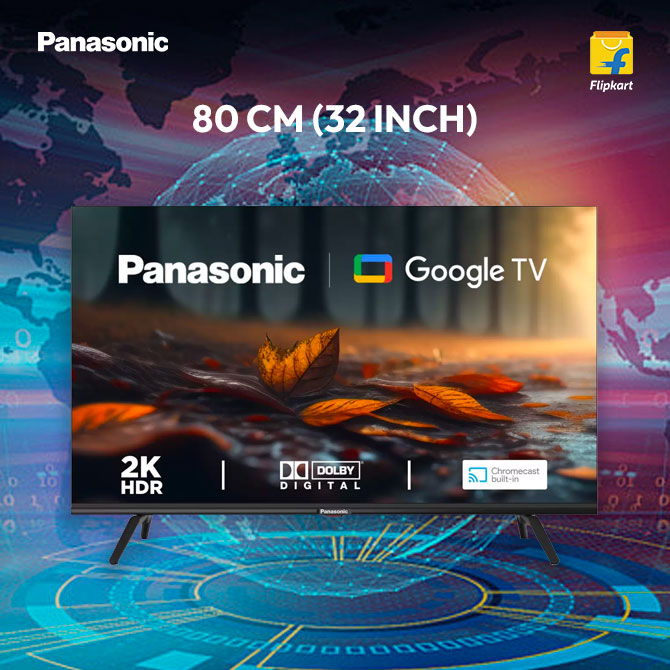 Panasonic
Flipkart
80 CM (32 INCH)
Panasonic | Google TV
2K HDR | DOLBY DIGITAL | Chromecast built-in
Panasonic